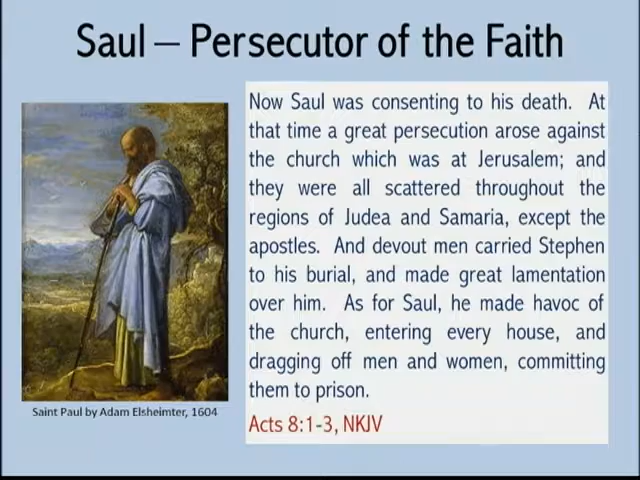 Saul – Persecutor of the Faith
Now Saul was consenting to his death. At
that time a great persecution arose against
the church which was at Jerusalem; and
they were all scattered throughout the
regions of Judea and Samaria, except the
apostles. And devout men carried Stephen
to his burial, and made great lamentation
over him. As for Saul, he made havoc of
the church, entering every house, and
dragging off men and women, committing
them to prison.
Acts 8:1-3, NKJV
Saint Paul by Adam Elsheimter, 1604